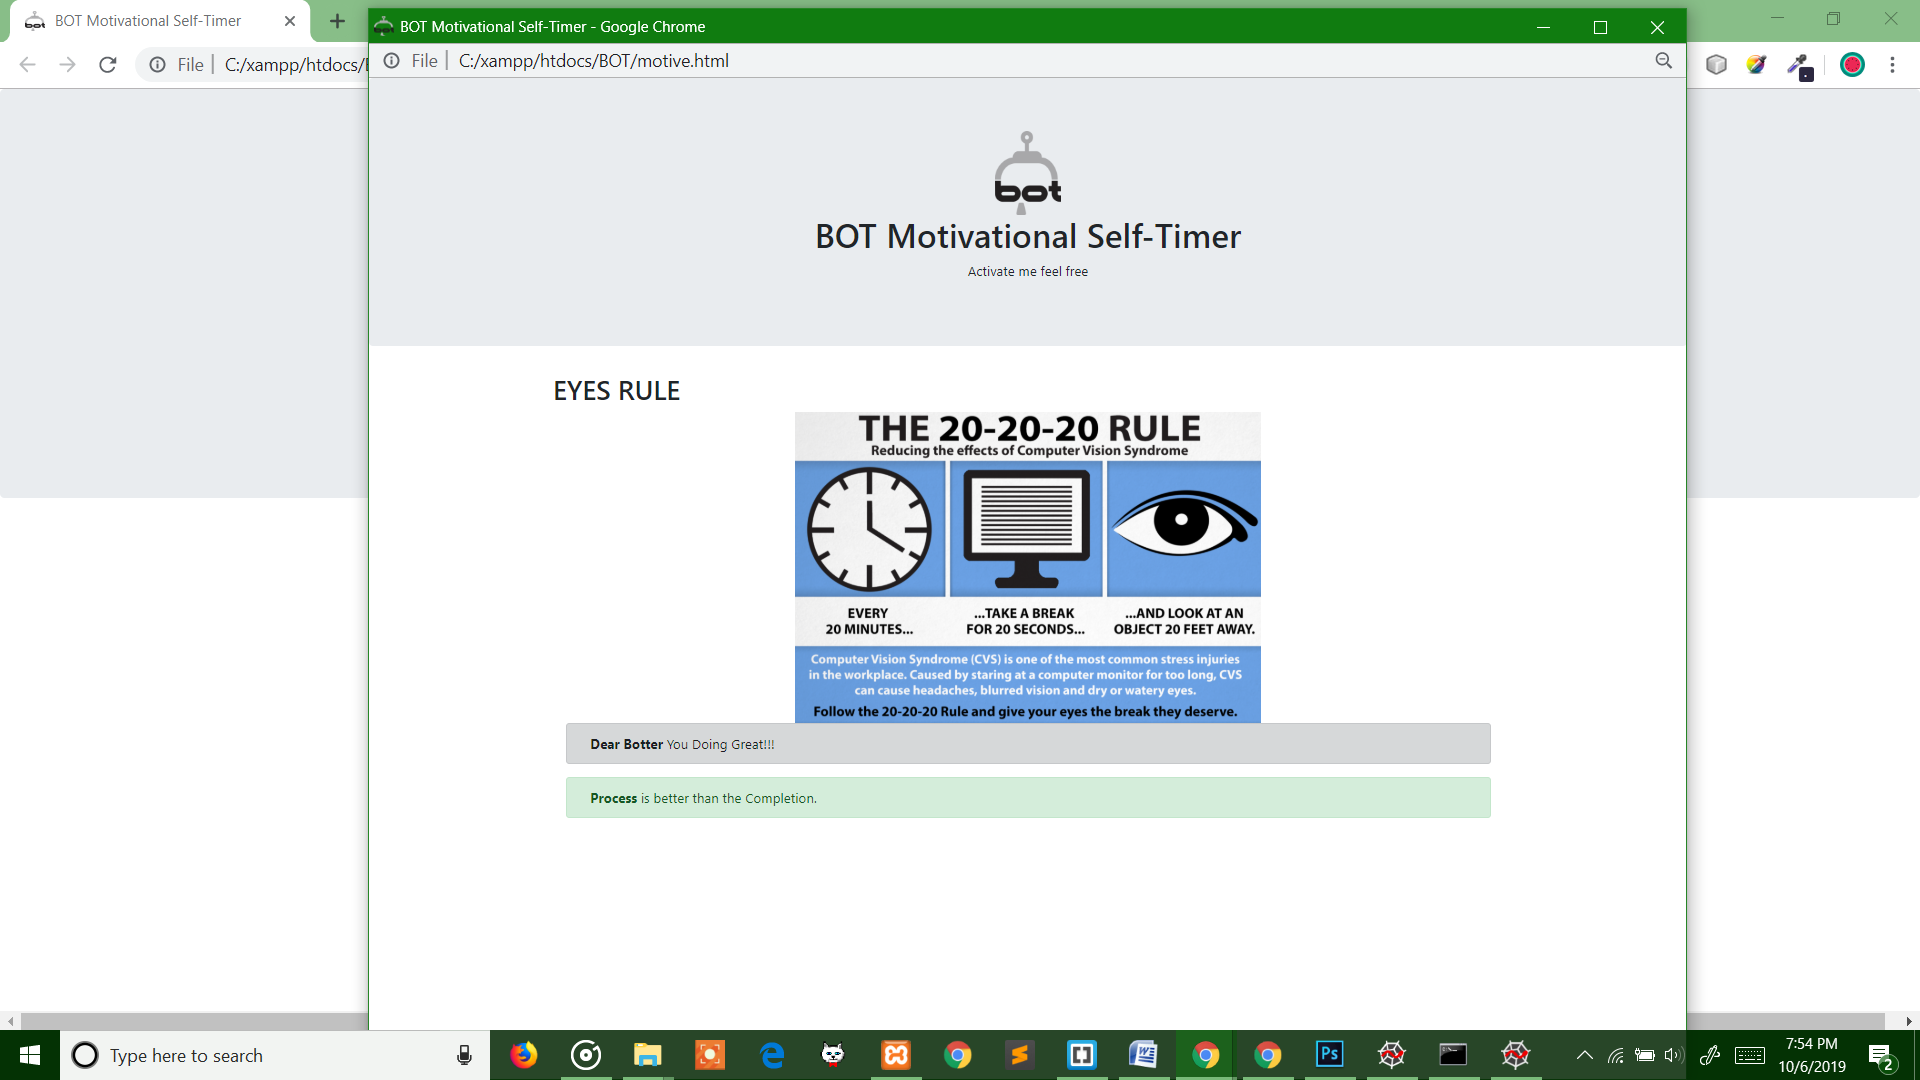 BOT Motivational Self-Timer
BOT Motivational Self-Timer - Google Chrome
File
C:/xampp/htdocs/
File
C:/xampp/htdocs/BOT/motive.html
bot
BOT Motivational Self-Timer
Activate me feel free
EYES RULE
THE 20-20-20 RULE
Reducing the effects of Computer Vision Syndrome
EVERY
20 MINUTES...
...TAKE A BREAK
FOR 20 SECONDS...
...AND LOOK AT AN
OBJECT 20 FEET AWAY.
Computer Vision Syndrome (CVS) is one of the most common stress injuries
in the workplace. Caused by staring at a computer monitor for too long, CVS
can cause headaches, blurred vision and dry or watery eyes.
Follow the 20-20-20 Rule and give your eyes the break they deserve.
Dear Botter You Doing Great!!!
Process is better than the Completion.
Type here to search
Ps
7:54 PM
10/6/2019
2